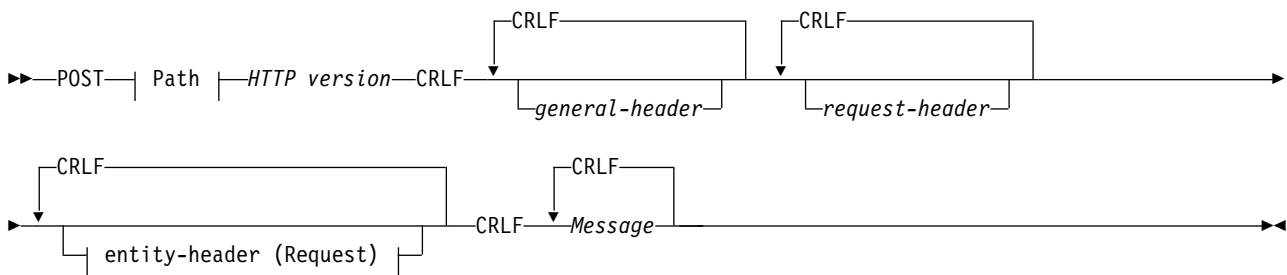 CRLF CRLF
POST Path HTTP version CRLF
general-header request-header
CRLF CRLF
CRLF Message
entity-header (Request)